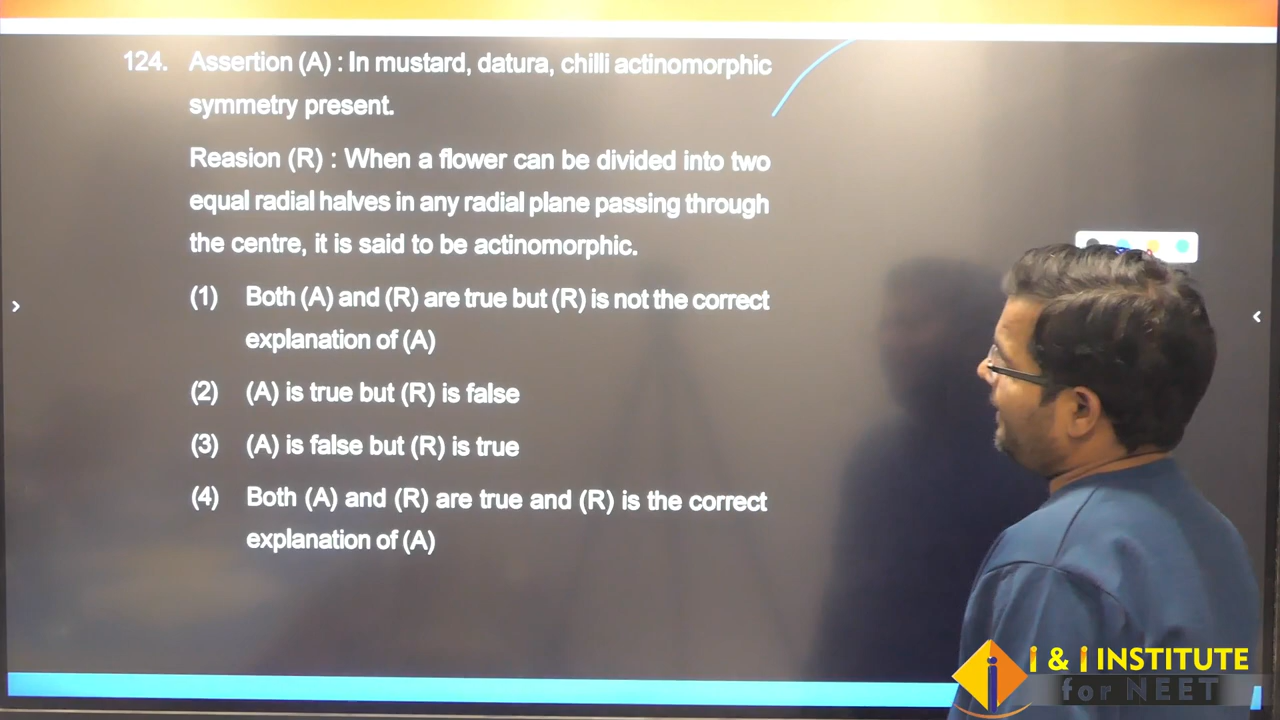 124. Assertion (A) : In mustard, datura, chilli actinomorphic
symmetry present.
Reasion (R) : When a flower can be divided into two
equal radial halves in any radial plane passing through
the centre, it is said to be actinomorphic.
(1) Both (A) and (R) are true but (R) is not the correct
explanation of (A)
(2) (A) is true but (R) is false
(3) (A) is false but (R) is true
(4) Both (A) and (R) are true and (R) is the correct
explanation of (A)
i & i INSTITUTE
for NEET